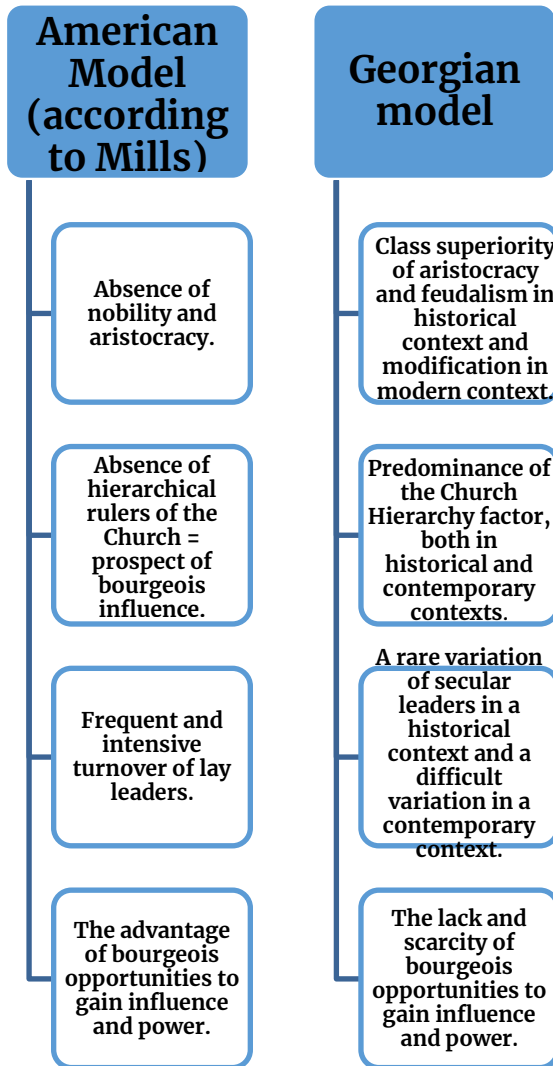 American
Model
(according
to Mills)
Absence of
nobility and
aristocracy.
Absence of
hierarchical
rulers of the
Church =
prospect of
bourgeois
influence.
Frequent and
intensive
turnover of lay
leaders.
The advantage
of bourgeois
opportunities to
gain influence
and power.
Georgian
model
Class superiority
of aristocracy
and feudalism in
historical
context and
modification in
modern context.
Predominance of
the Church
Hierarchy factor,
both in
historical and
contemporary
contexts.
A rare variation
of secular
leaders in a
historical
context and a
difficult
variation in a
contemporary
context.
The lack and
scarcity of
bourgeois
opportunities to
gain influence
and power.